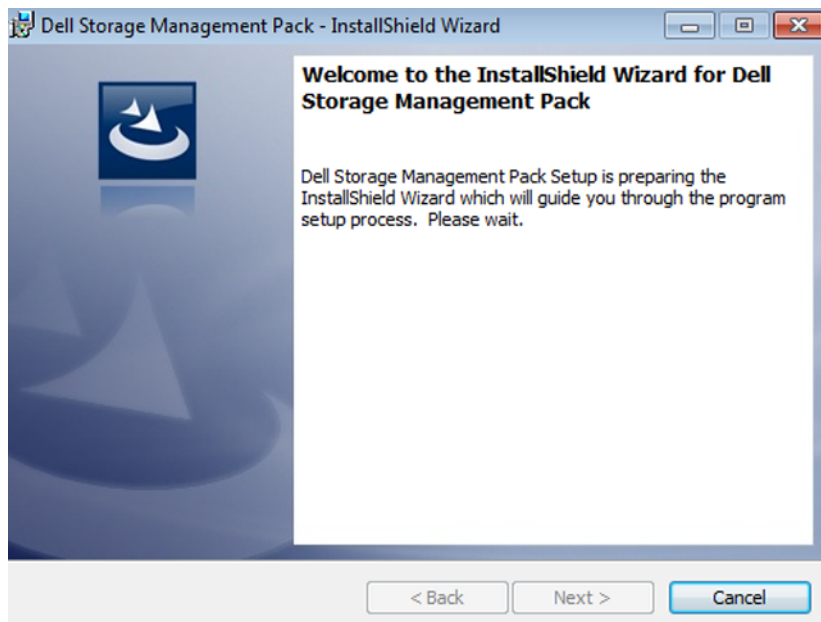 Dell Storage Management Pack - InstallShield Wizard
Welcome to the InstallShield Wizard for Dell
Storage Management Pack
Dell Storage Management Pack Setup is preparing the
InstallShield Wizard which will guide you through the program
setup process.  Please wait.
< Back
Next >
Cancel